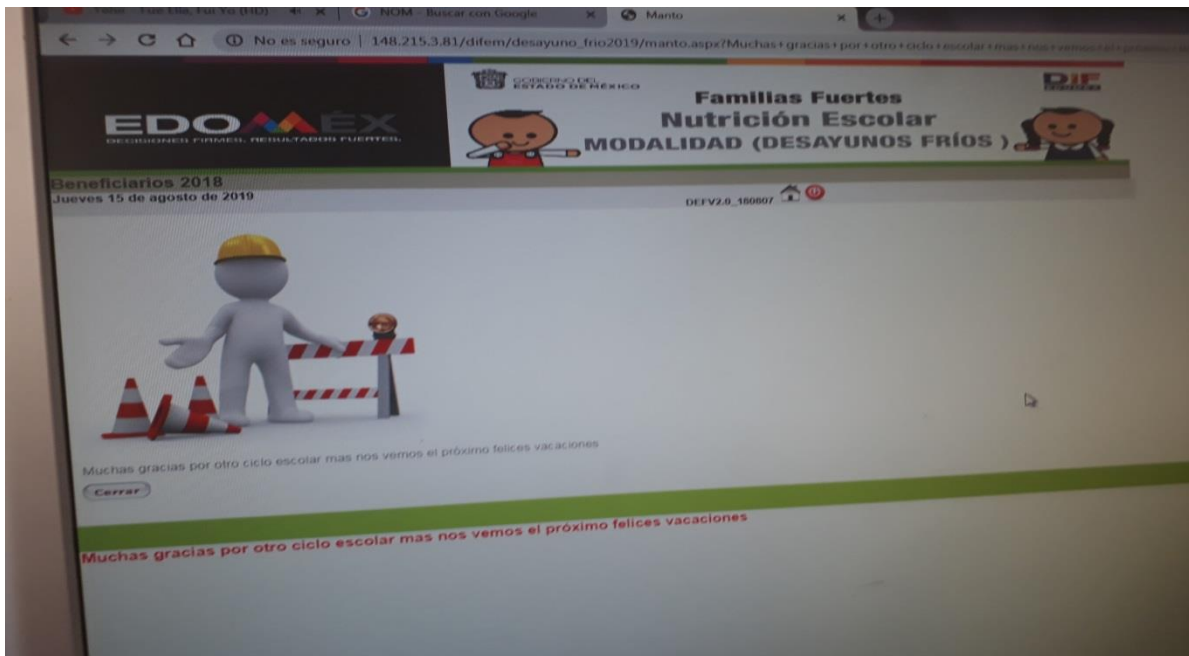 NOM - Buscar con Google
Manto
No es seguro | 148.215.3.81/difem/desayuno_frio2019/manto.aspx?Muchas+gracias+por+otro+ciclo+escolar+mas+nos+vemos
EDOMÉX
DECISIONES FIRMES, RESULTADOS FUERTES.
GOBIERNO DEL
ESTADO DE MÉXICO
DIF
Familias Fuertes
Nutrición Escolar
MODALIDAD (DESAYUNOS FRÍOS )
Beneficiarios 2018
Jueves 15 de agosto de 2019
DEFV2.0_180807
Muchas gracias por otro ciclo escolar mas nos vemos el próximo felices vacaciones
Cerrar
Muchas gracias por otro ciclo escolar mas nos vemos el próximo felices vacaciones